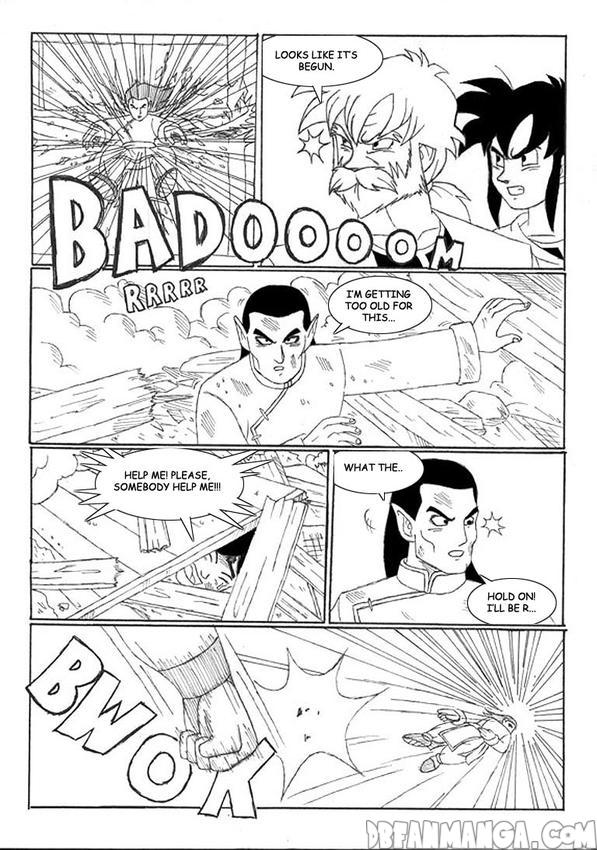 LOOKS LIKE IT'S
BEGUN.
BADOOOOM
RRRRR
I'M GETTING
TOO OLD FOR
THIS...
HELP ME! PLEASE,
SOMEBODY HELP ME!!!
WHAT THE..
HOLD ON!
I'LL BE R...
BWOK
DBFANMANGA.COM